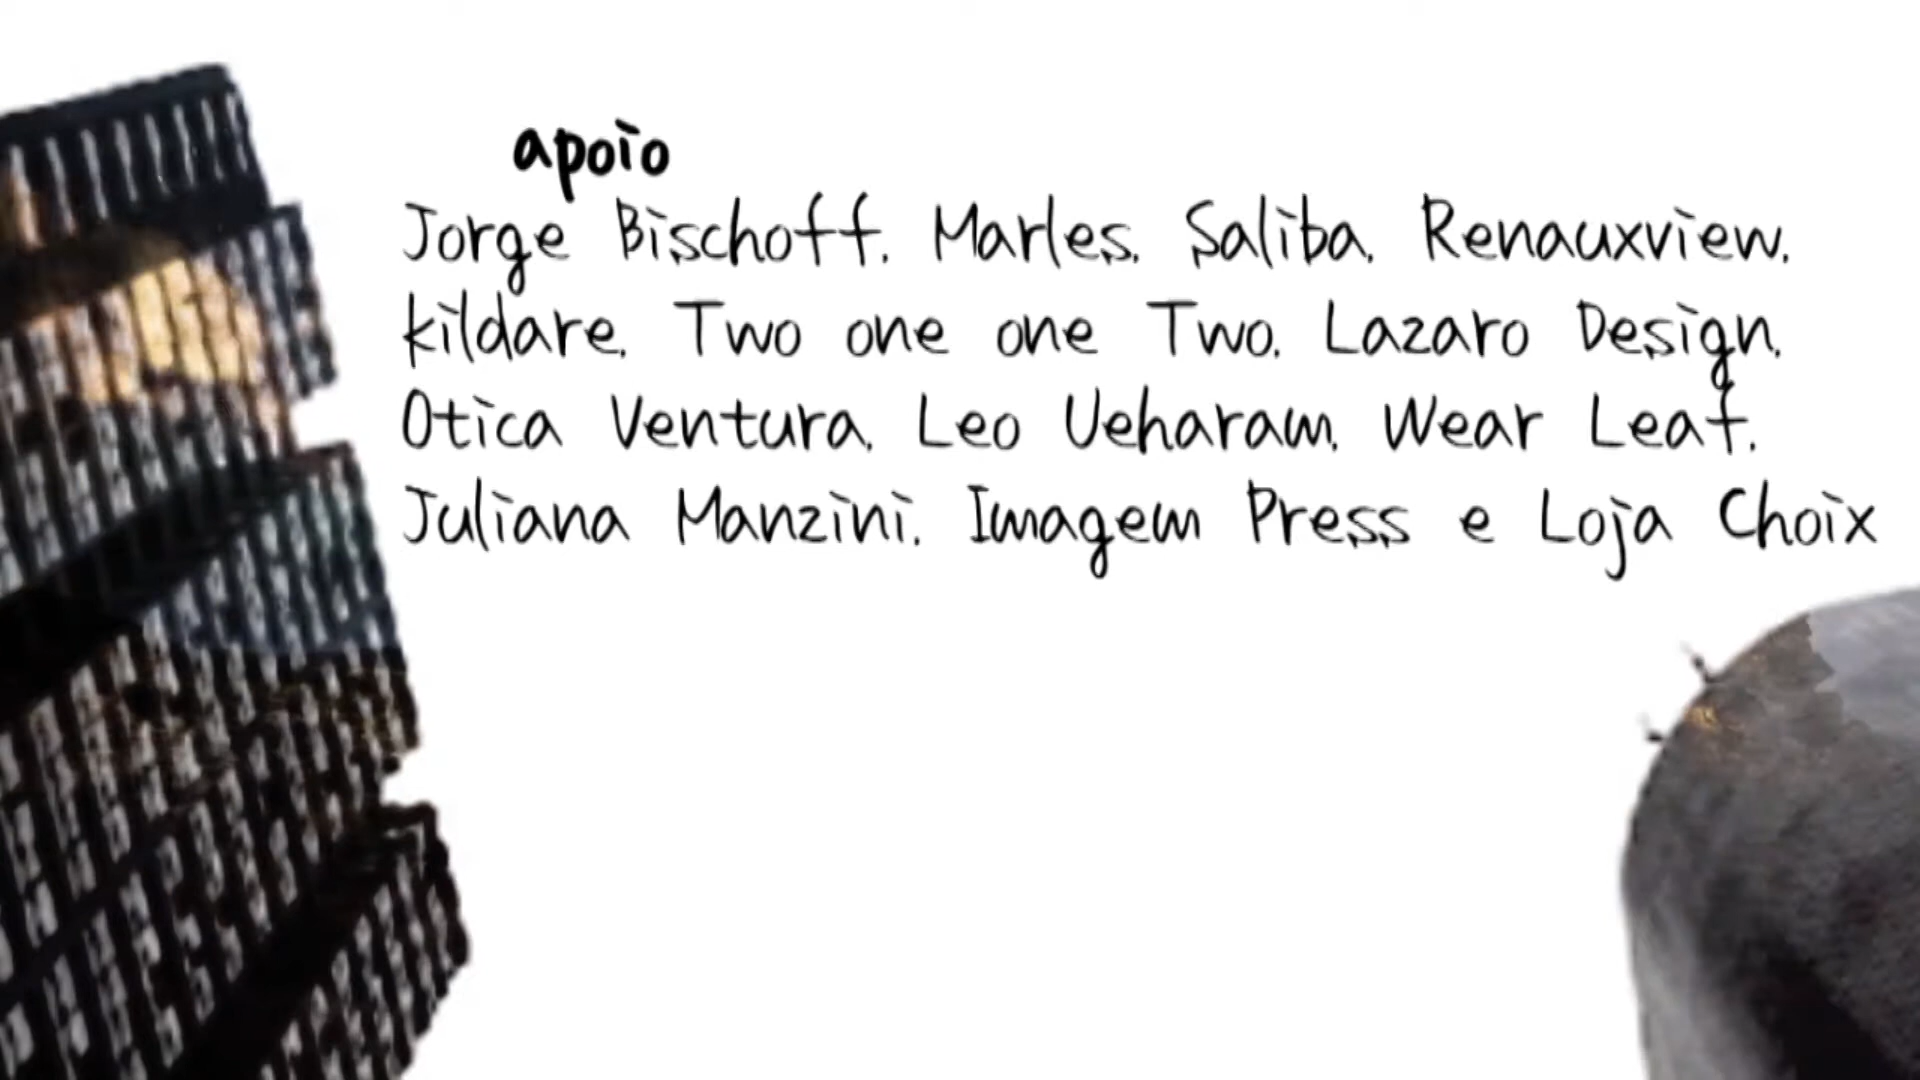 apoio
Jorge Bischoff. Marles. Saliba. Renauxview.
kildare. Two one one Two. Lazaro Design.
Otica Ventura. Leo Ueharam. Wear Leaf.
Juliana Manzini. Imagem Press e Loja Choix